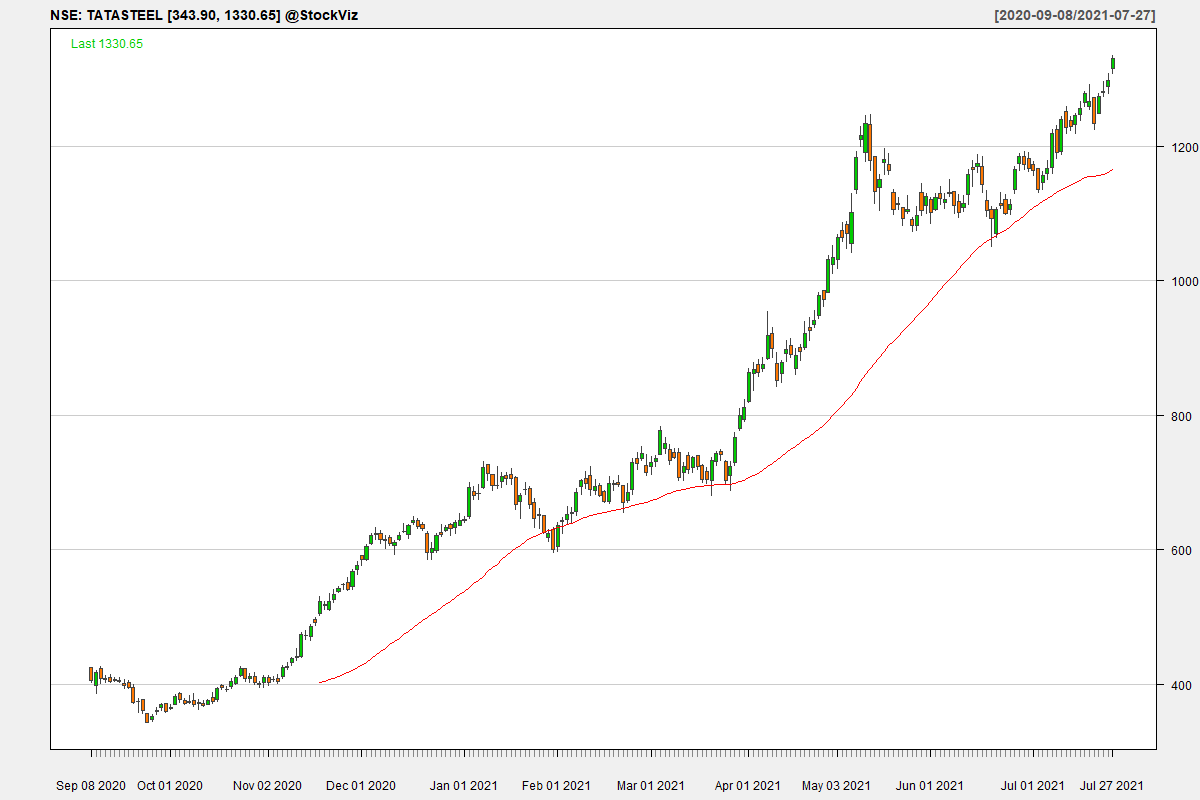 NSE: TATASTEEL [343.90, 1330.65] @StockViz [2020-09-08/2021-07-27]
Last 1330.65
1200
1000
800
600
400
Sep 08 2020 Oct 01 2020 Nov 02 2020 Dec 01 2020 Jan 01 2021 Feb 01 2021 Mar 01 2021 Apr 01 2021 May 03 2021 Jun 01 2021 Jul 01 2021 Jul 27 2021